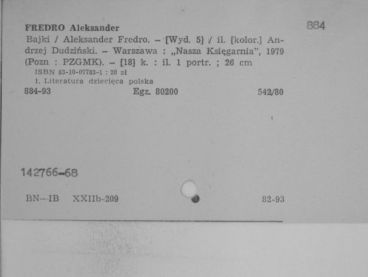 FREDRO Aleksander
884
Bajki / Aleksander Fredro. — [Wyd. 5] / il. [kolor.] An-
drzej Dudziński. — Warszawa : „Nasza Księgarnia", 1979
(Pozn : PZGMK). — [18] k. : il. 1 portr. ; 26 cm
ISBN 83-10-07783-1 : 20 zł
1. Literatura dziecięca polska
884-93 Egz. 80200 542/80
142766-68
BN—IB XXIIb-209 82-93